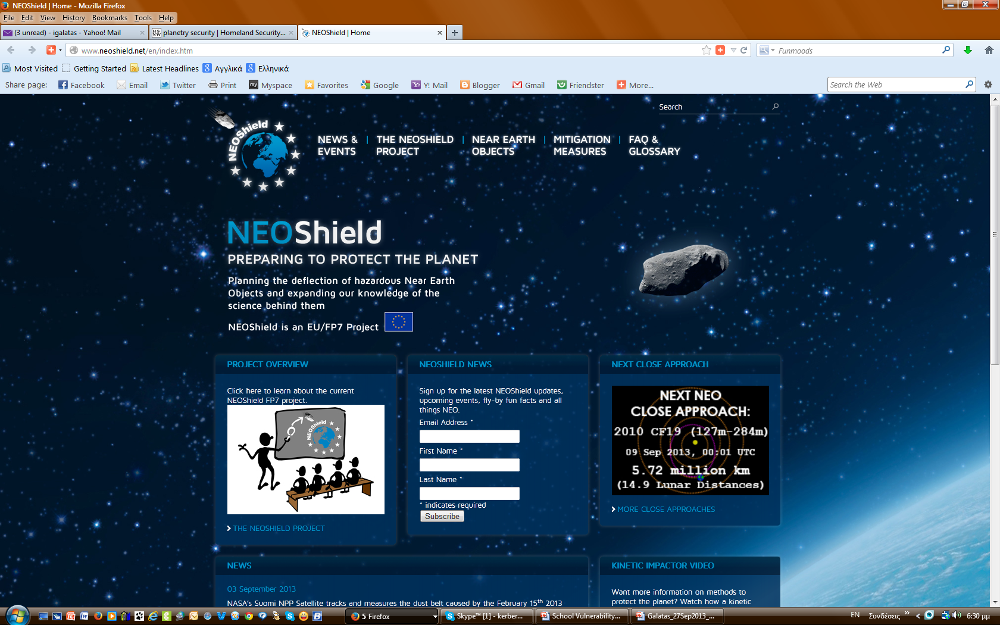 NEOShield | Home - Mozilla Firefox
File Edit View History Bookmarks Tools Help
(3 unread) - igalatas - Yahoo! Mail
planetry security | Homeland Security...
NEOShield | Home
www.neoshield.net/en/index.htm
Funmoods
Most Visited Getting Started Latest Headlines Αγγλικά Ελληνικά
Share page: Facebook Email Twitter Print Myspace Favorites Google Y! Mail Blogger Gmail Friendster More...
Search the Web
Search
NEOShield
NEWS & EVENTS
THE NEOSHIELD PROJECT
NEAR EARTH OBJECTS
MITIGATION MEASURES
FAQ & GLOSSARY
NEOShield
PREPARING TO PROTECT THE PLANET
Planning the deflection of hazardous Near Earth
Objects and expanding our knowledge of the
science behind them
NEOShield is an EU/FP7 Project
PROJECT OVERVIEW
Click here to learn about the current
NEOShield FP7 project.
NEOShield
THE NEOSHIELD PROJECT
NEOSHIELD NEWS
Sign up for the latest NEOShield updates,
upcoming events, fly-by fun facts and all
things NEO.
Email Address *
First Name *
Last Name *
* indicates required
Subscribe
NEXT CLOSE APPROACH
NEXT NEO
CLOSE APPROACH:
2010 CF19 (127m-284m)
09 Sep 2013, 00:01 UTC
5.72 million km
(14.9 Lunar Distances)
MORE CLOSE APPROACHES
NEWS
03 September 2013
NASA's Suomi NPP Satellite tracks and measures the dust belt caused by the February 15th 2013
KINETIC IMPACTOR VIDEO
Want more information on methods to
protect the planet? Watch how a kinetic
5 Firefox
Skype™ [1] - kerber...
School Vulnerability...
Galatas_27Sep2013_...
EN
Συνδέσεις
6:30 μμ